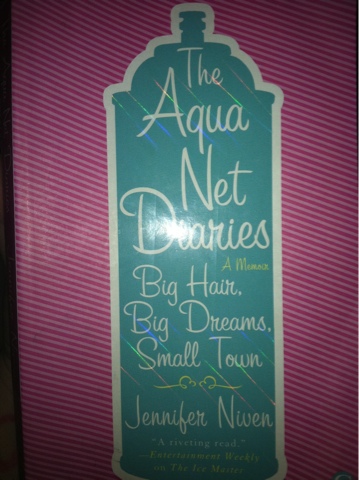 The
Aqua
Net
Diaries
A Memoir
Big Hair,
Big Dreams,
Small Town
Jennifer Niven
"A riveting read."
—Entertainment Weekly
on The Ice Master